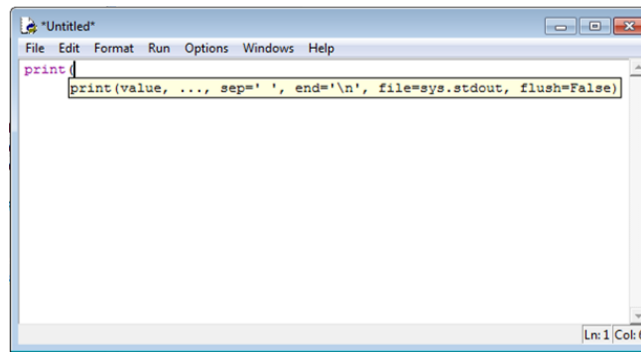 *Untitled*
File Edit Format Run Options Windows Help
print(
print(value, ..., sep=' ', end='\n', file=sys.stdout, flush=False)
Ln: 1 Col: